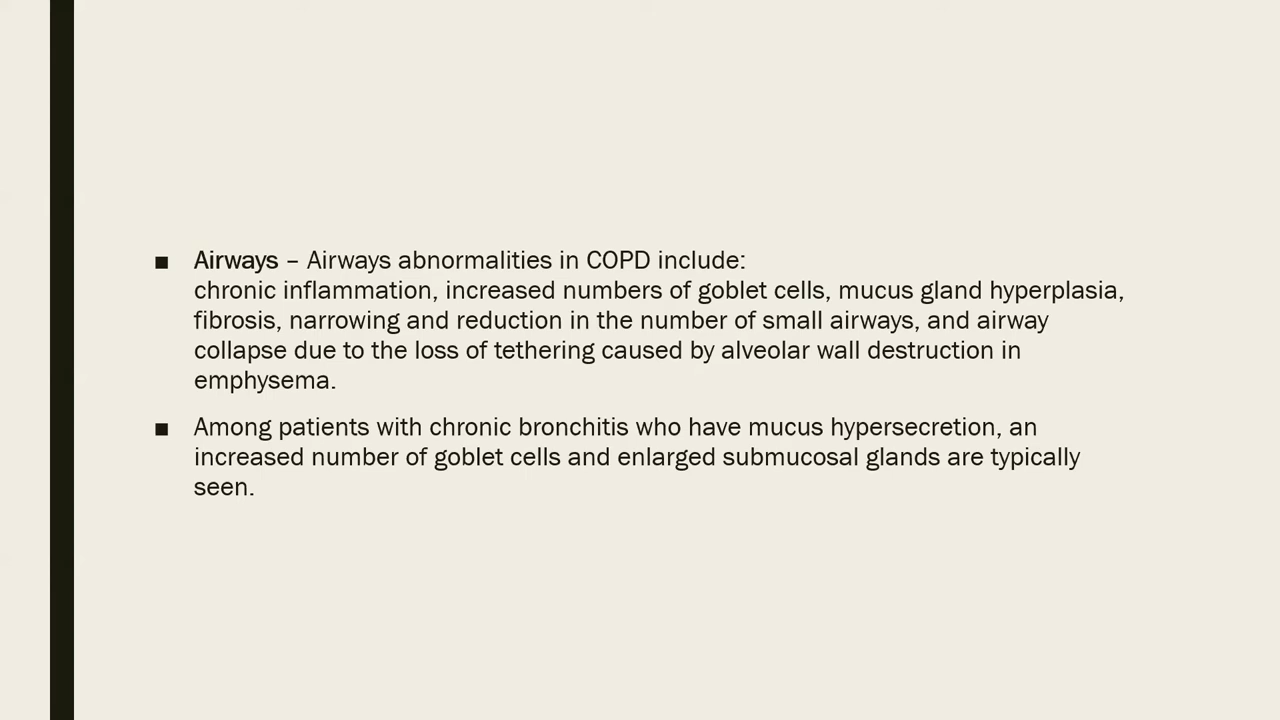 ■ Airways – Airways abnormalities in COPD include:
chronic inflammation, increased numbers of goblet cells, mucus gland hyperplasia,
fibrosis, narrowing and reduction in the number of small airways, and airway
collapse due to the loss of tethering caused by alveolar wall destruction in
emphysema.
■ Among patients with chronic bronchitis who have mucus hypersecretion, an
increased number of goblet cells and enlarged submucosal glands are typically
seen.